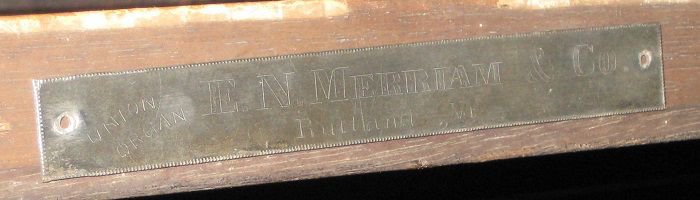 UNION
ORGAN
E. N. MERRIAM & Co.
Rutland, Vt